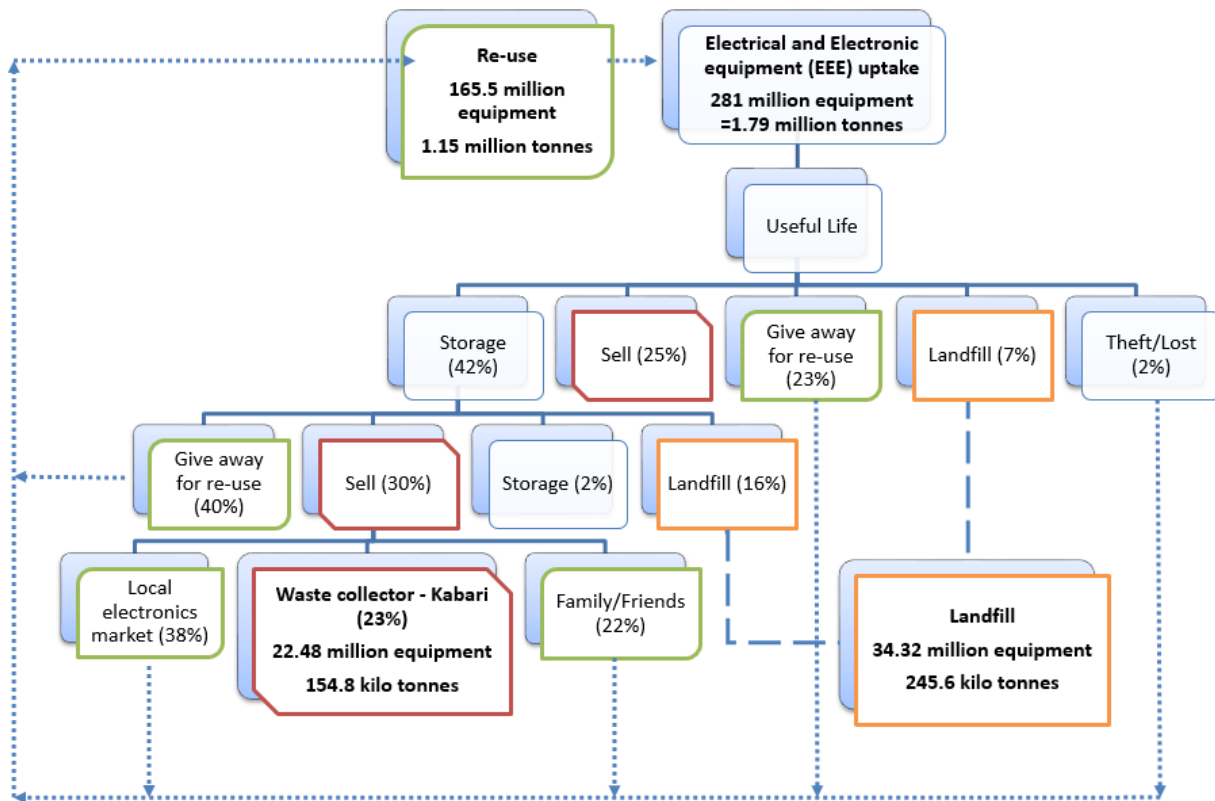 Re-use
165.5 million
equipment
1.15 million tonnes
Electrical and Electronic
equipment (EEE) uptake
281 million equipment
=1.79 million tonnes
Useful Life
Storage
(42%)
Sell (25%)
Give away
for re-use
(23%)
Landfill (7%)
Theft/Lost
(2%)
Give away
for re-use
(40%)
Sell (30%)
Storage (2%)
Landfill (16%)
Local
electronics
market (38%)
Waste collector - Kabari
(23%)
22.48 million equipment
154.8 kilo tonnes
Family/Friends
(22%)
Landfill
34.32 million equipment
245.6 kilo tonnes